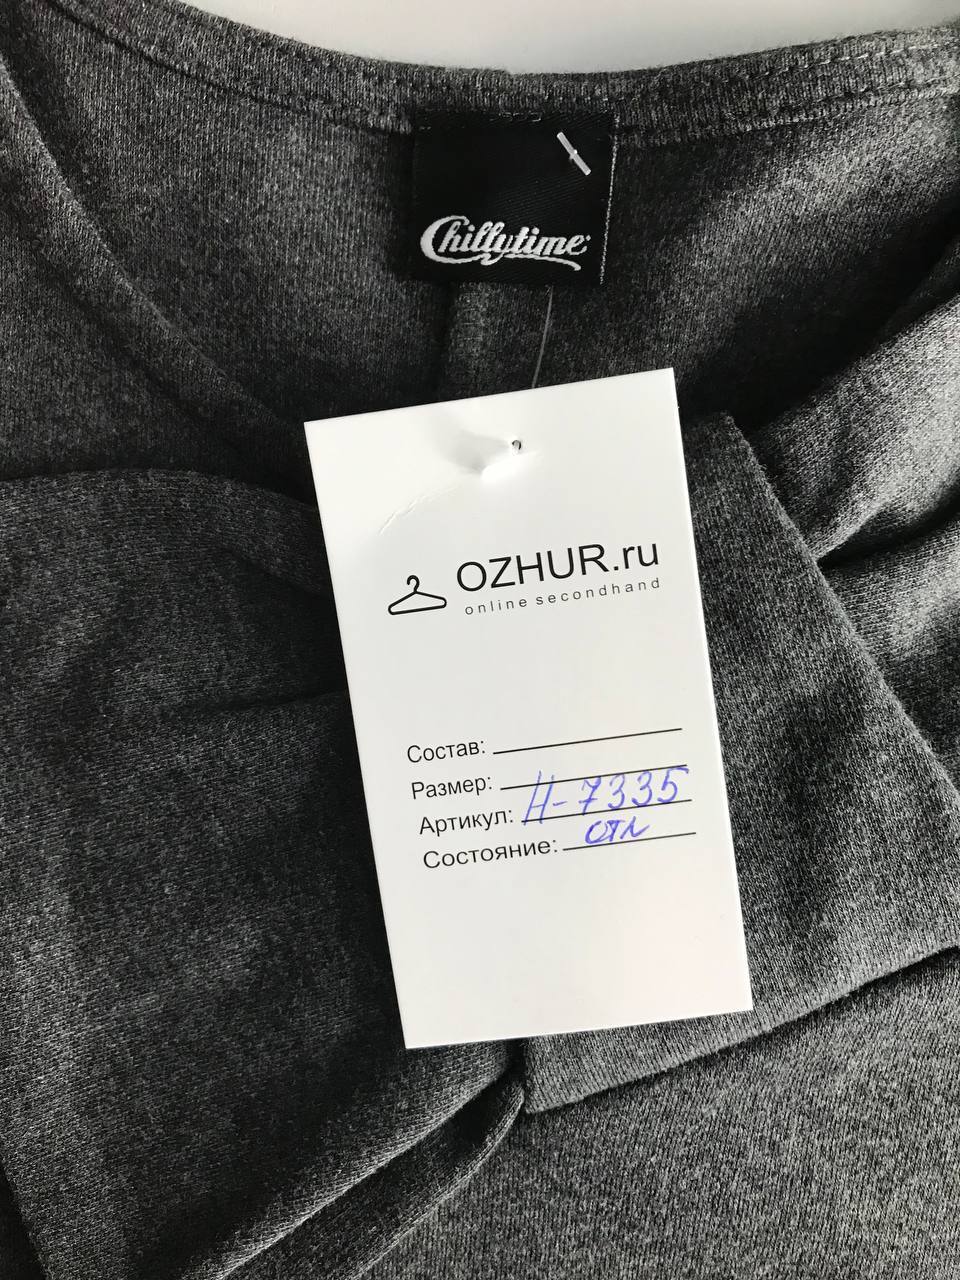 Chillytime
OZHUR.ru
online secondhand
Состав:
Размер:
Артикул: Н-7335
Состояние: отл